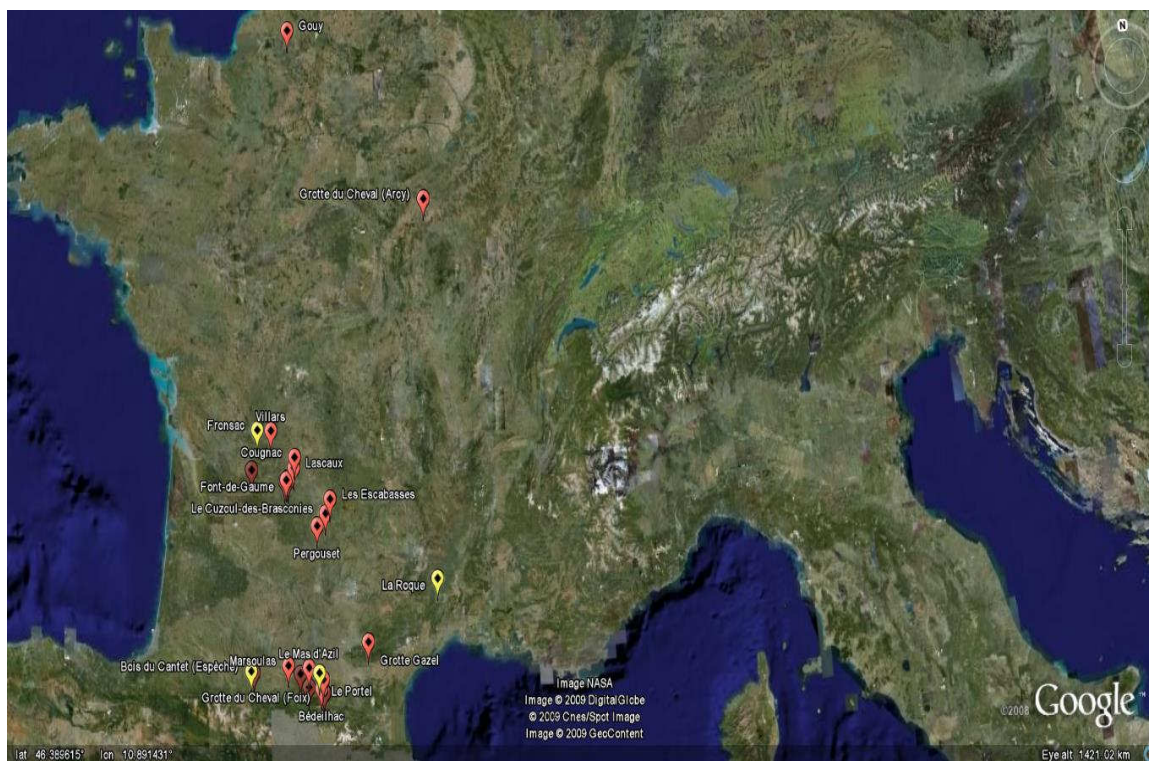 Gouy
N
Grotte du Cheval (Arcy)
Villars
Fronsac
Cougnac
Lascaux
Font-de-Gaume
Les Escabasses
Le Cuzoul-des-Brasconies
Pergouset
La Roque
Marsoulas
Le Mas d'Azil
Bois du Cantet (Espèche)
Grotte Gazel
Grotte du Cheval (Foix)
Le Portel
Bédeilhac
Image NASA
Image © 2009 DigitalGlobe
© 2009 Cnes/Spot Image
Image © 2009 GeoContent
©2008 Google™
lat 46.389615° lon 10.891431°
Eye alt 1421.02 km